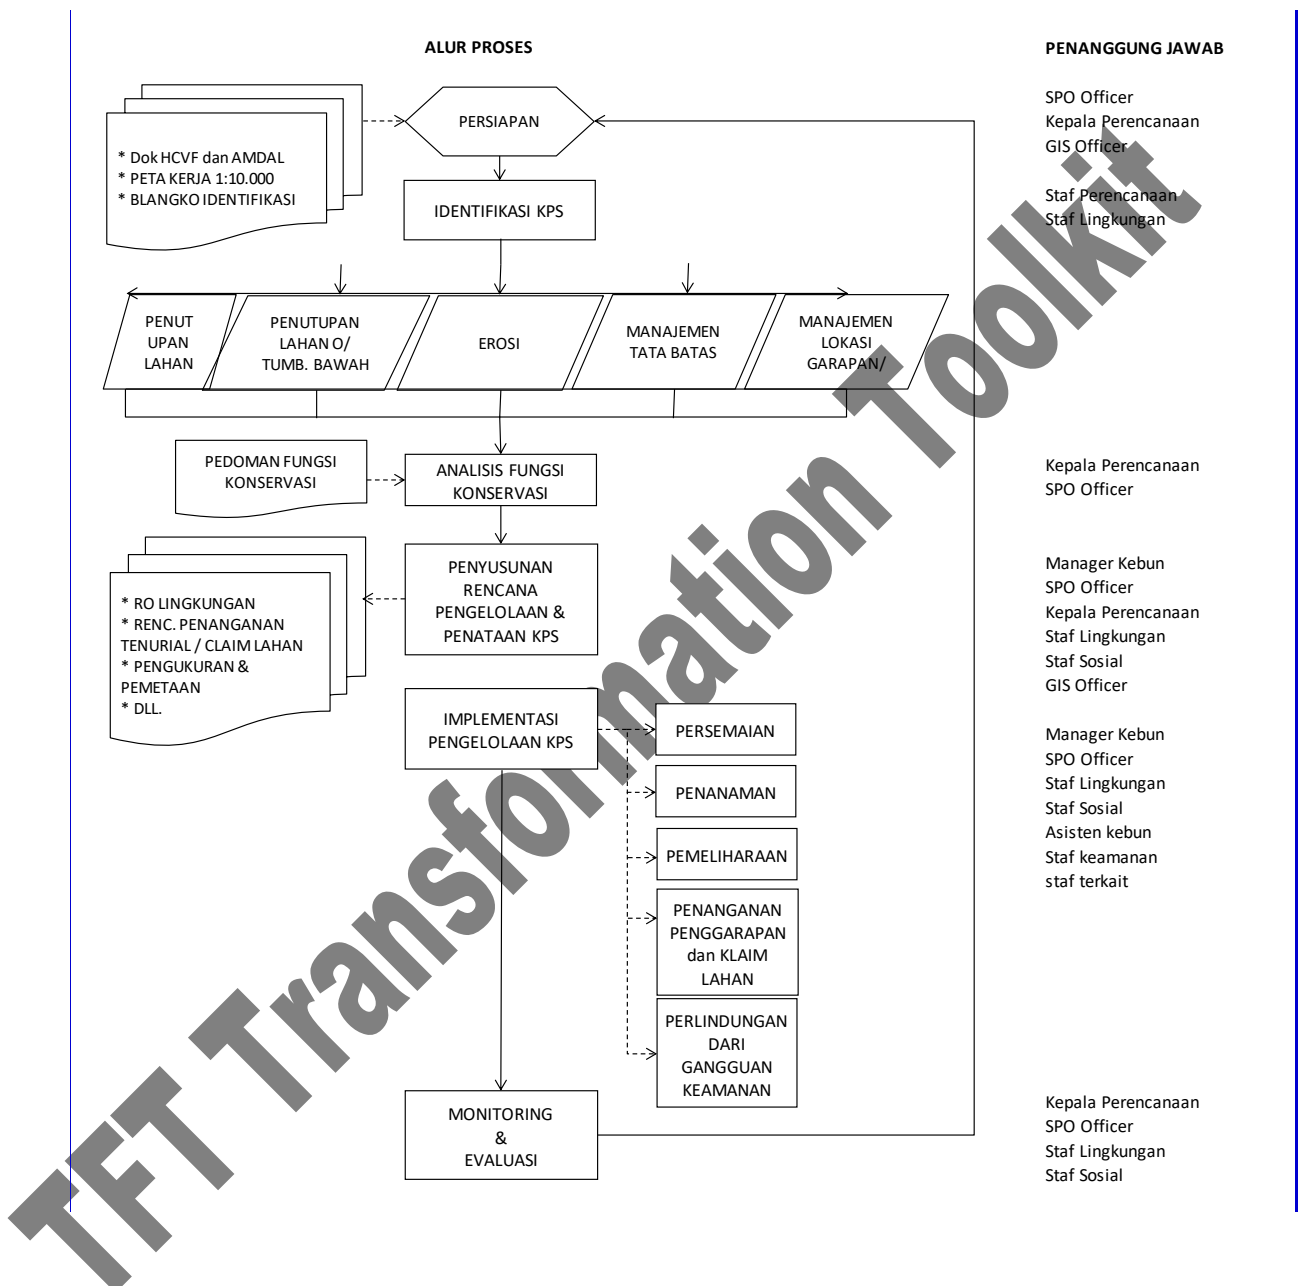 ALUR PROSES
PENANGGUNG JAWAB
PERSIAPAN
* Dok HCVF dan AMDAL
* PETA KERJA 1:10.000
* BLANGKO IDENTIFIKASI
SPO Officer
Kepala Perencanaan
GIS Officer
IDENTIFIKASI KPS
Staf Perencanaan
Staf Lingkungan
PENUT
UPAN
LAHAN
PENUTUPAN
LAHAN O/
TUMB. BAWAH
EROSI
MANAJEMEN
TATA BATAS
MANAJEMEN
LOKASI
GARAPAN/
PEDOMAN FUNGSI
KONSERVASI
ANALISIS FUNGSI
KONSERVASI
Kepala Perencanaan
SPO Officer
* RO LINGKUNGAN
* RENC. PENANGANAN
TENURIAL / CLAIM LAHAN
* PENGUKURAN &
PEMETAAN
* DLL.
PENYUSUNAN
RENCANA
PENGELOLAAN &
PENATAAN KPS
Manager Kebun
SPO Officer
Kepala Perencanaan
Staf Lingkungan
Staf Sosial
GIS Officer
IMPLEMENTASI
PENGELOLAAN KPS
PERSEMAIAN
PENANAMAN
PEMELIHARAAN
PENANGANAN
PENGGARAPAN
dan KLAIM
LAHAN
PERLINDUNGAN
DARI
GANGGUAN
KEAMANAN
Manager Kebun
SPO Officer
Staf Lingkungan
Staf Sosial
Asisten kebun
Staf keamanan
staf terkait
MONITORING
&
EVALUASI
Kepala Perencanaan
SPO Officer
Staf Lingkungan
Staf Sosial
TFT Transformation Toolkit